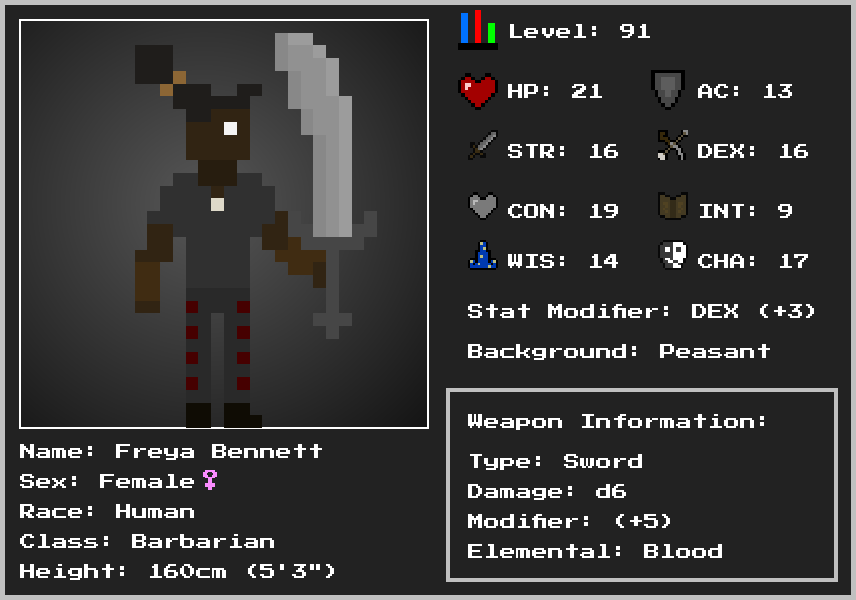 Level: 91
HP: 21 AC: 13
STR: 16 DEX: 16
CON: 19 INT: 9
WIS: 14 CHA: 17
Stat Modifier: DEX (+3)
Background: Peasant
Weapon Information:
Type: Sword
Damage: d6
Modifier: (+5)
Elemental: Blood
Name: Freya Bennett
Sex: Female♀
Race: Human
Class: Barbarian
Height: 160cm (5'3")